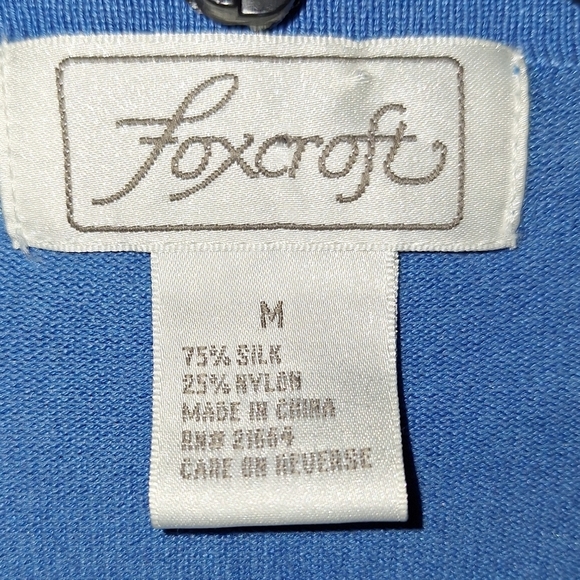 Foxcroft
M
75% SILK
25% NYLON
MADE IN CHINA
RN# 21664
CARE ON REVERSE